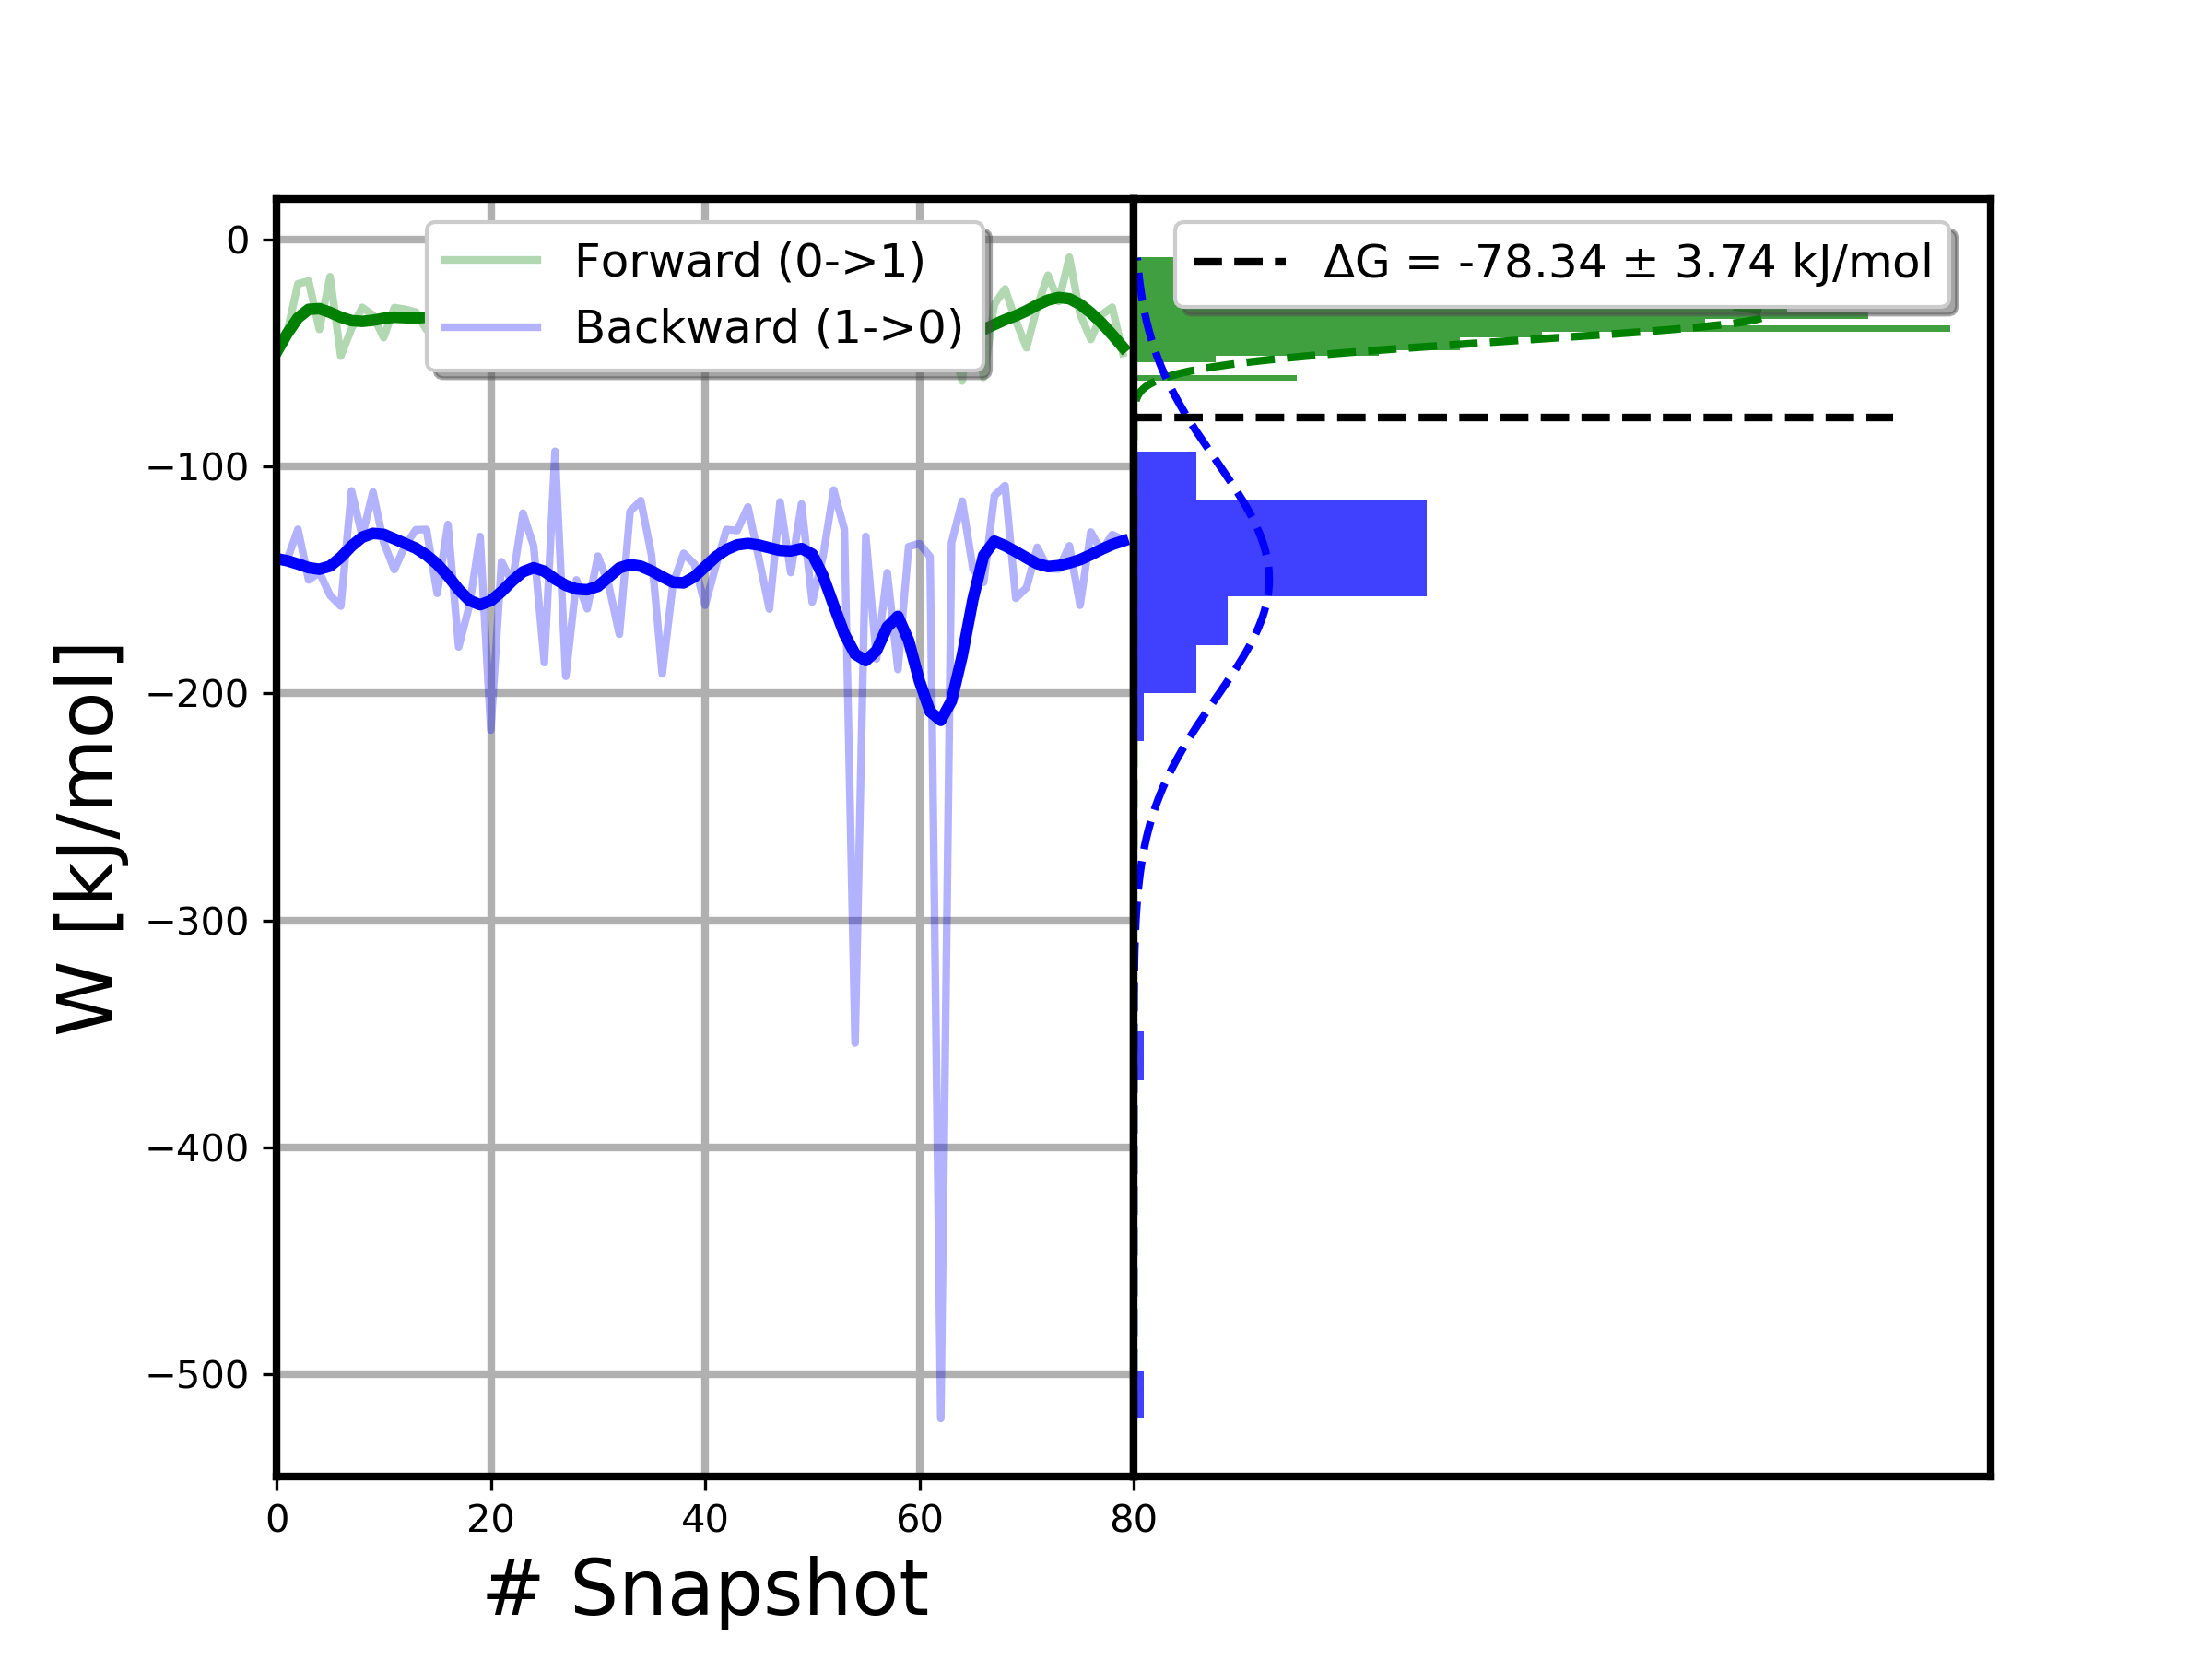 Forward (0->1)
Backward (1->0)
ΔG = -78.34 ± 3.74 kJ/mol
0
−100
−200
−300
−400
−500
W [kJ/mol]
0 20 40 60 80
# Snapshot